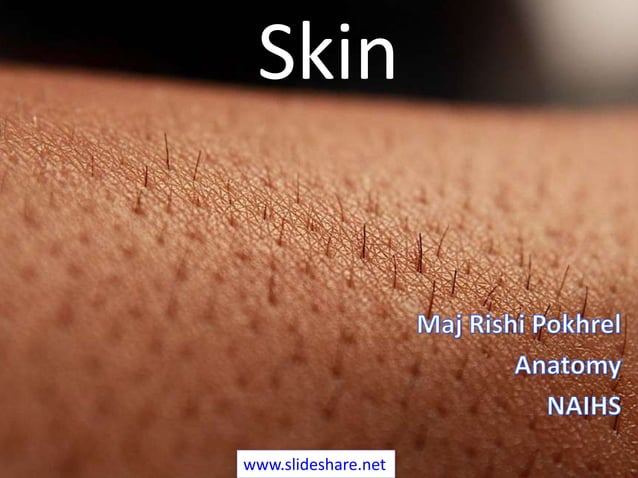 Skin
Maj Rishi Pokhrel
Anatomy
NAIHS
www.slideshare.net